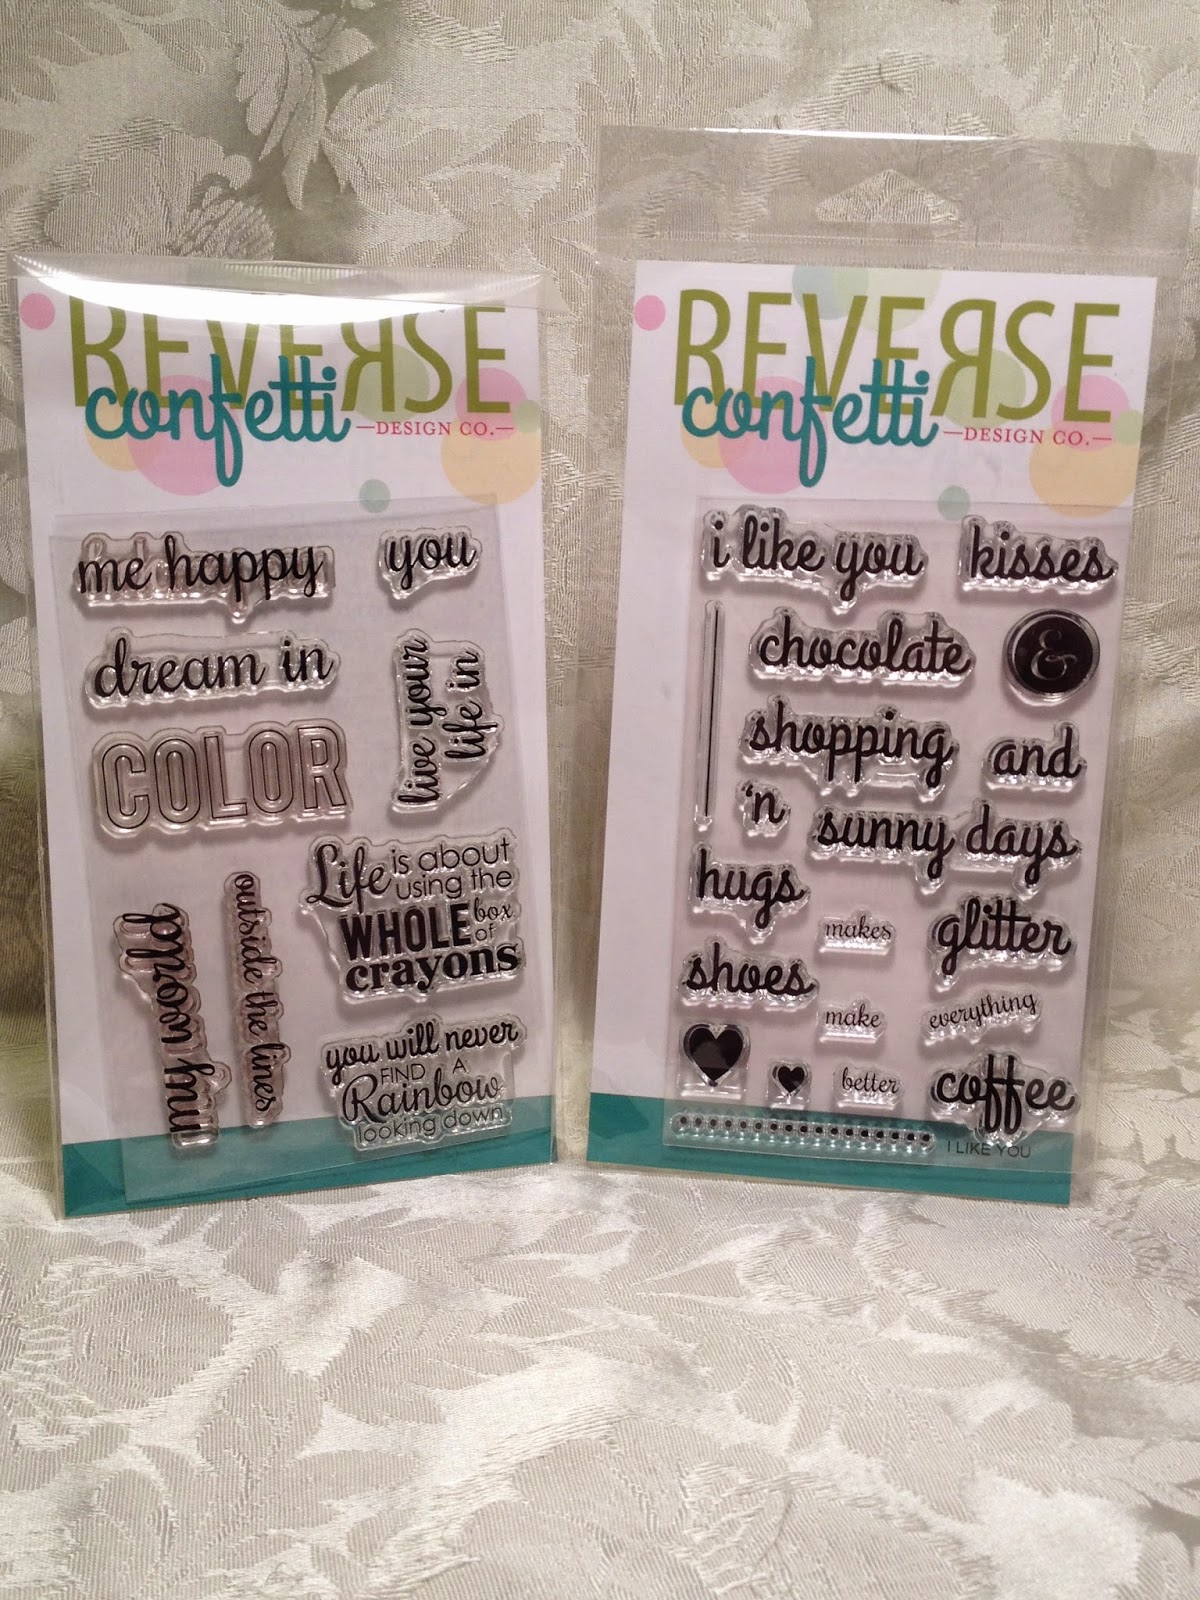 REVERSE
confetti
—DESIGN CO.—
me happy
you
dream in
live your
life in
COLOR
my world
outside the lines
Life is about
using the
WHOLE box
of
crayons
you will never
FIND A
Rainbow
looking down
REVERSE
confetti
—DESIGN CO.—
i like you
kisses
chocolate
&
shopping
and
'n
sunny days
hugs
makes
glitter
shoes
make
everything
better
coffee
I LIKE YOU